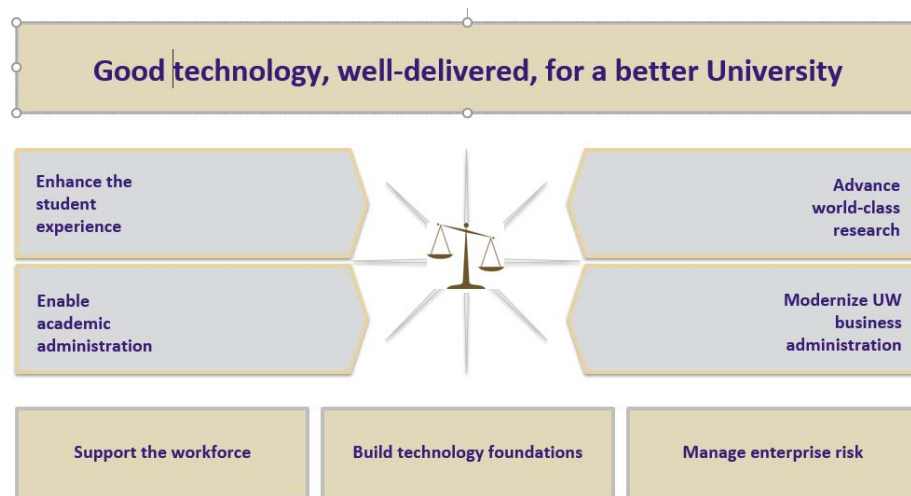 Good technology, well-delivered, for a better University
Enhance the
student
experience
Advance
world-class
research
Enable
academic
administration
Modernize UW
business
administration
Support the workforce
Build technology foundations
Manage enterprise risk